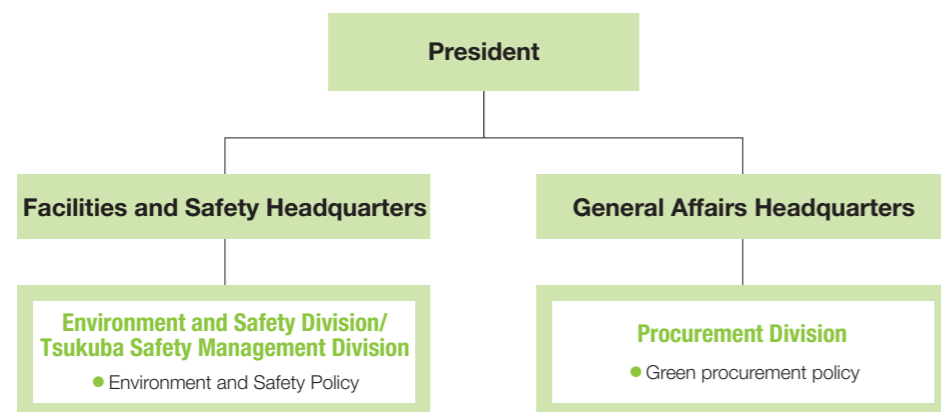 President
Facilities and Safety Headquarters
General Affairs Headquarters
Environment and Safety Division/
Tsukuba Safety Management Division
● Environment and Safety Policy
Procurement Division
● Green procurement policy